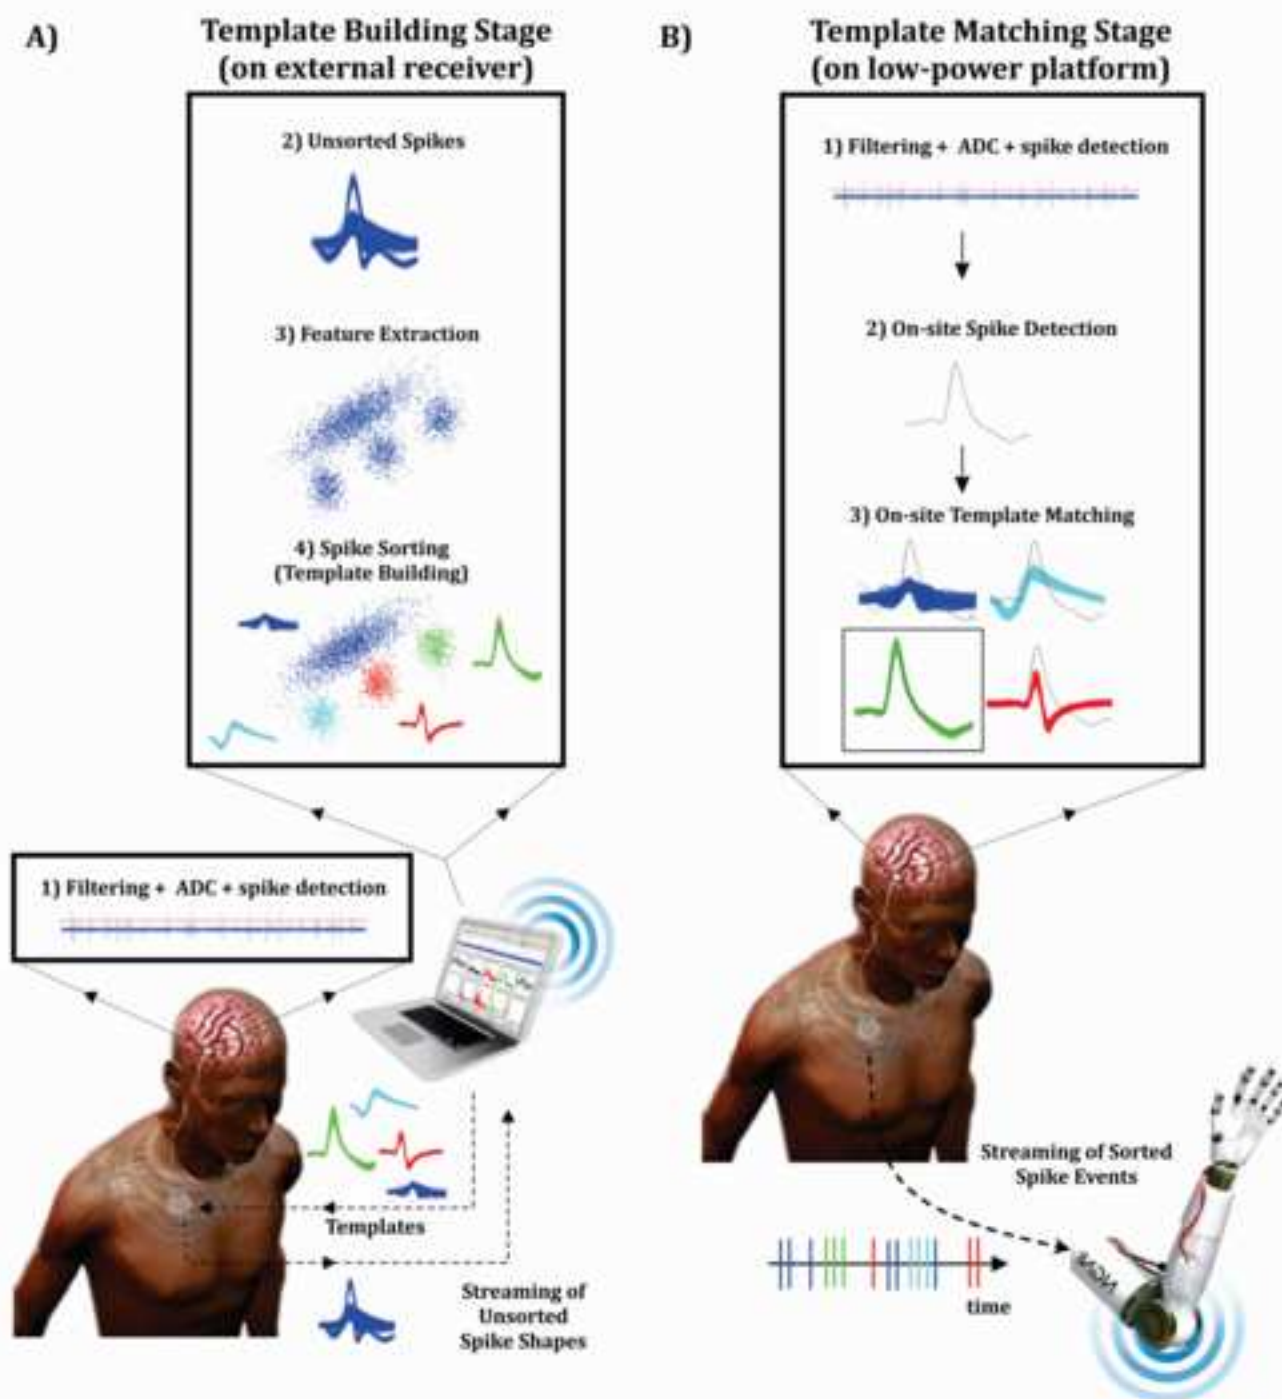 A)
Template Building Stage
(on external receiver)
2) Unsorted Spikes
3) Feature Extraction
4) Spike Sorting
(Template Building)
1) Filtering + ADC + spike detection
Templates
Streaming of
Unsorted
Spike Shapes
B)
Template Matching Stage
(on low-power platform)
1) Filtering + ADC + spike detection
2) On-site Spike Detection
3) On-site Template Matching
Streaming of Sorted
Spike Events
time